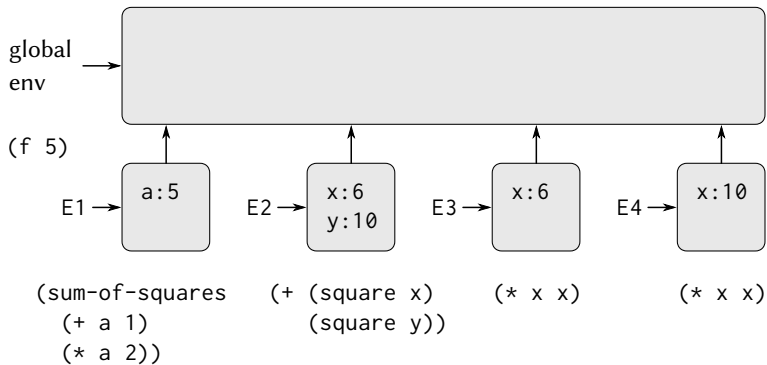 global
env
(f 5)
E1
a:5
E2
x:6
y:10
E3
x:6
E4
x:10
(sum-of-squares
(+ a 1)
(* a 2))
(+ (square x)
(square y))
(* x x)
(* x x)